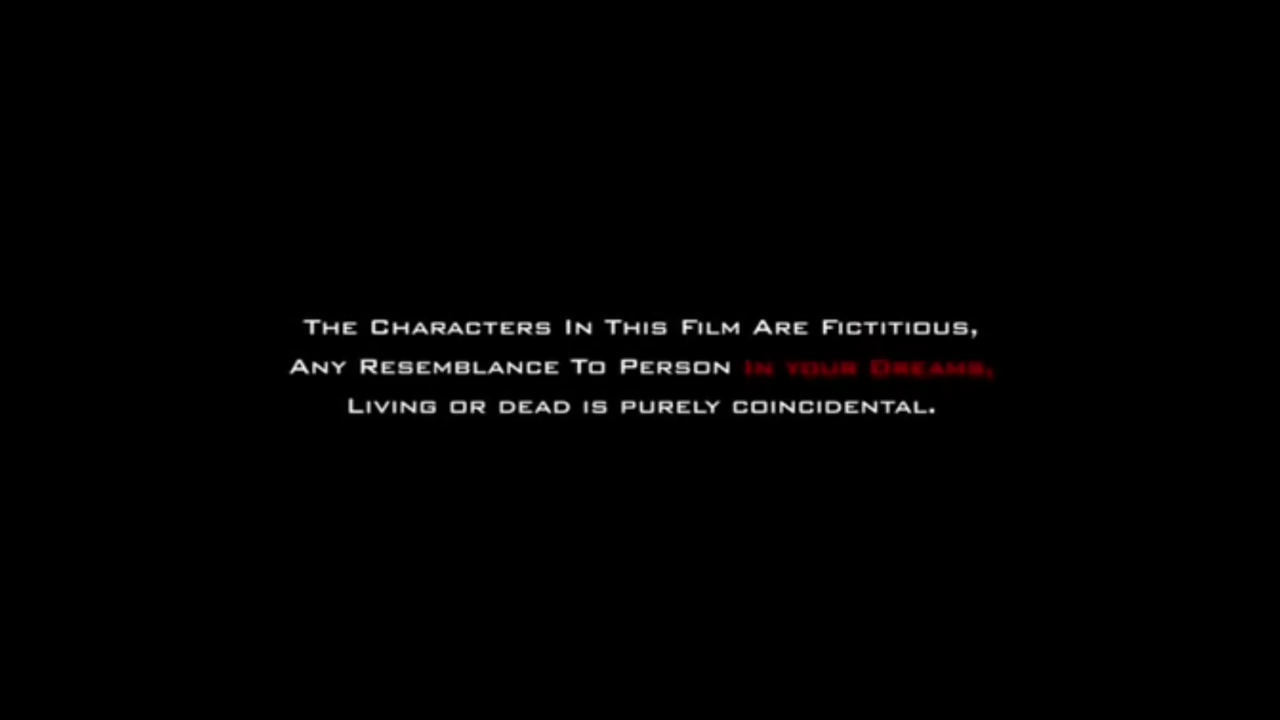 The Characters In This Film Are Fictitious,
Any Resemblance To Person In your Dreams,
Living or dead is purely coincidental.